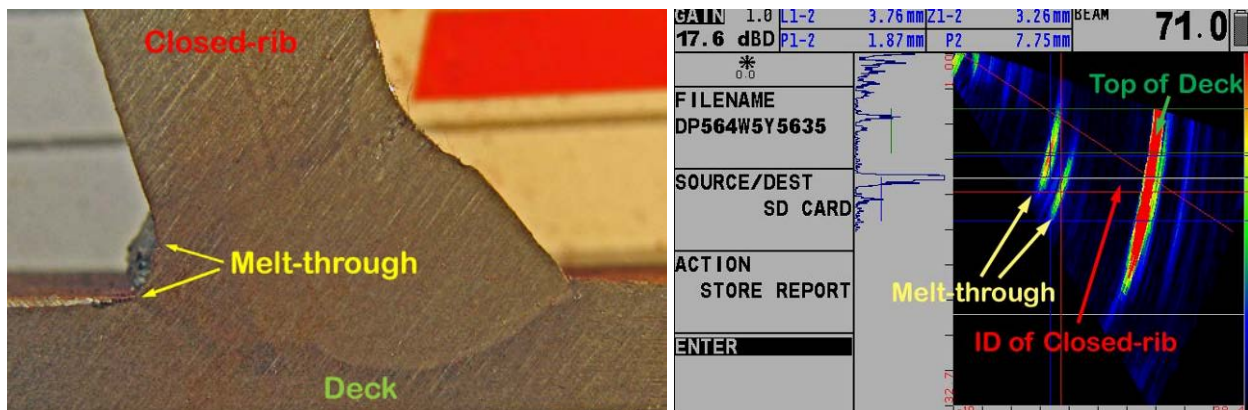 Closed-rib
Melt-through
Deck
GAIN 1.0
17.6 dBD
L1-2 3.76 mm Z1-2 3.26 mm BEAM
P1-2 1.87 mm P2 7.75 mm
71.0
0.0
FILENAME
DP564W5Y5635
SOURCE/DEST
SD CARD
ACTION
STORE REPORT
ENTER
Top of Deck
Melt-through
ID of Closed-rib